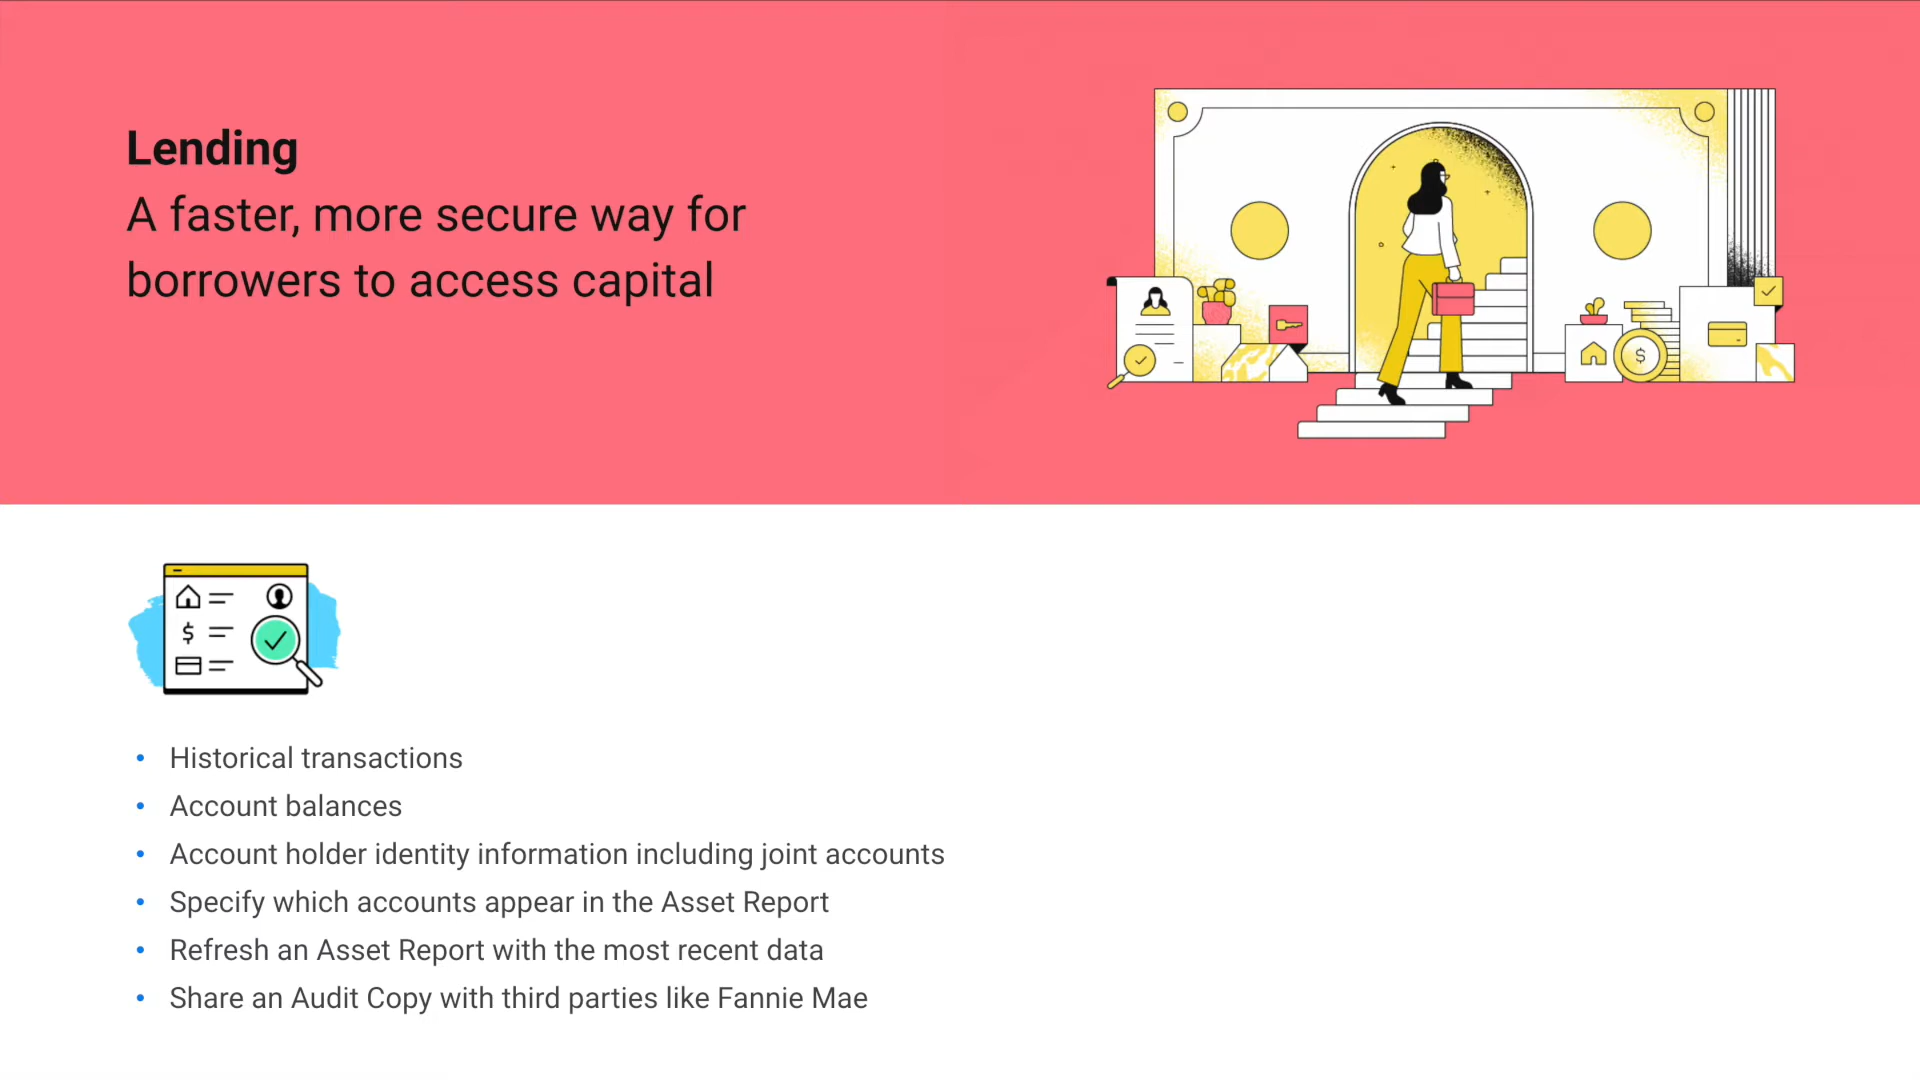 Lending
A faster, more secure way for
borrowers to access capital
$
$
• Historical transactions
• Account balances
• Account holder identity information including joint accounts
• Specify which accounts appear in the Asset Report
• Refresh an Asset Report with the most recent data
• Share an Audit Copy with third parties like Fannie Mae